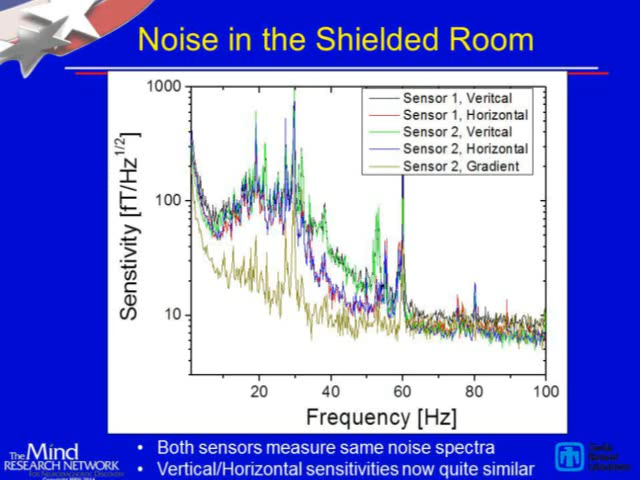 Noise in the Shielded Room
1000
100
10
Senstivity [fT/Hz1/2]
Sensor 1, Veritcal
Sensor 1, Horizontal
Sensor 2, Veritcal
Sensor 2, Horizontal
Sensor 2, Gradient
20 40 60 80 100
Frequency [Hz]
• Both sensors measure same noise spectra
• Vertical/Horizontal sensitivities now quite similar
The Mind
RESEARCH NETWORK